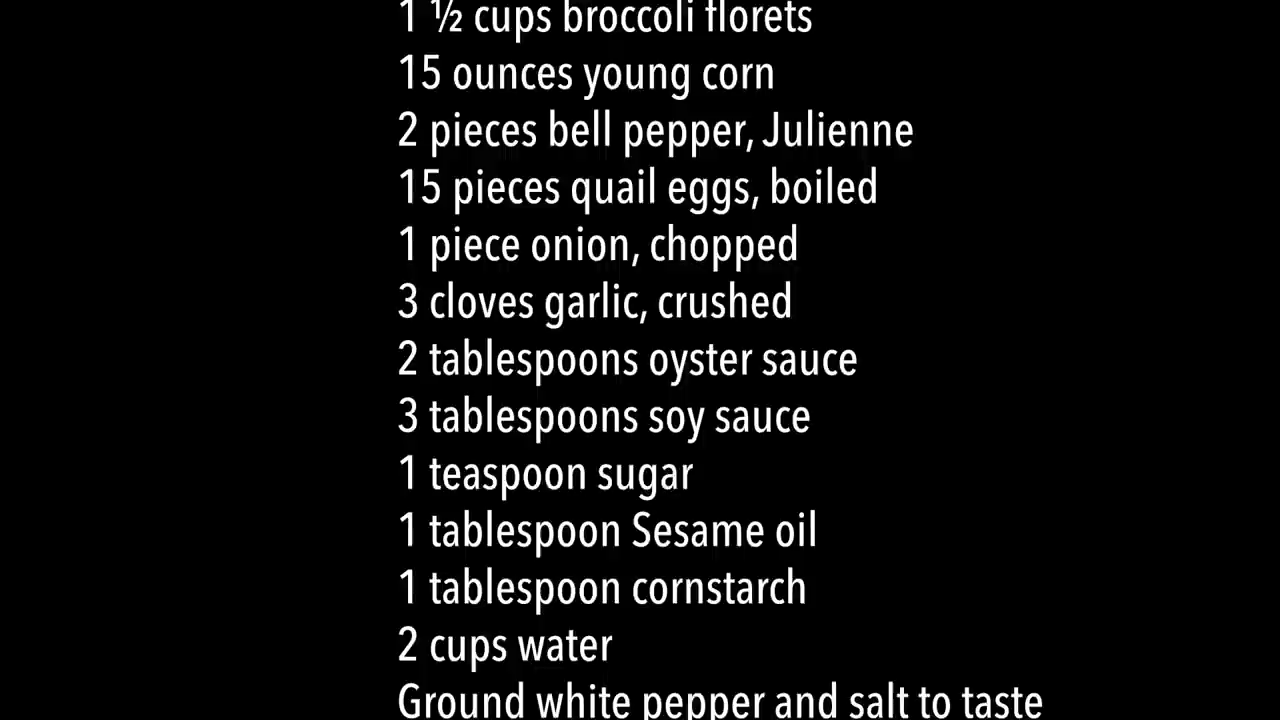 1 ½ cups broccoli florets
15 ounces young corn
2 pieces bell pepper, Julienne
15 pieces quail eggs, boiled
1 piece onion, chopped
3 cloves garlic, crushed
2 tablespoons oyster sauce
3 tablespoons soy sauce
1 teaspoon sugar
1 tablespoon Sesame oil
1 tablespoon cornstarch
2 cups water
Ground white pepper and salt to taste